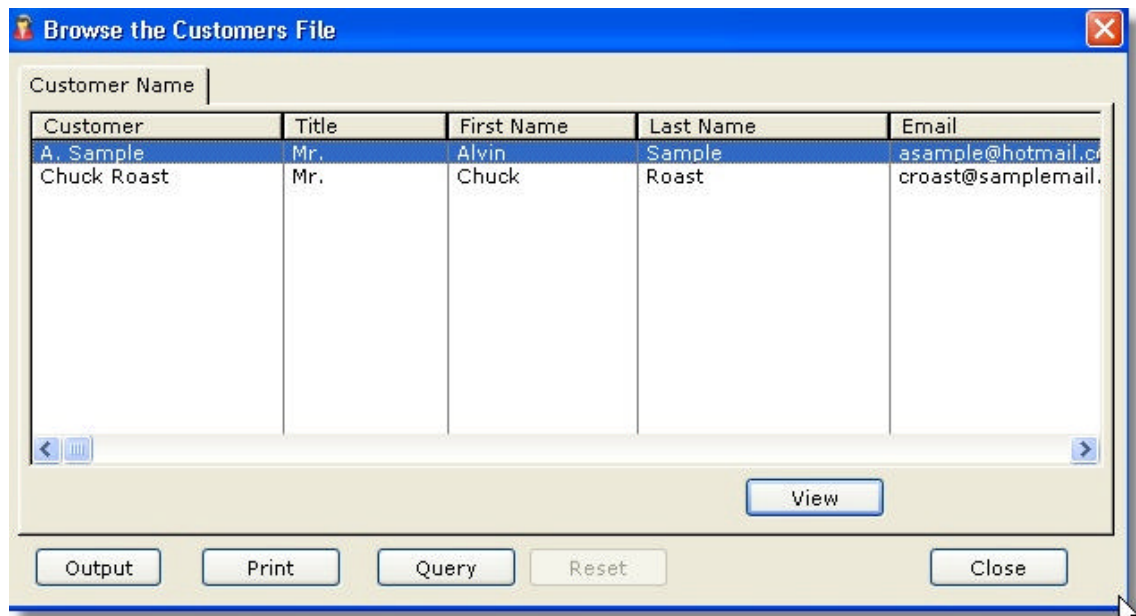 Browse the Customers File
Customer Name
Customer Title First Name Last Name Email
A. Sample Mr. Alvin Sample asample@hotmail.c
Chuck Roast Mr. Chuck Roast croast@samplemail.
View
Output Print Query Reset Close